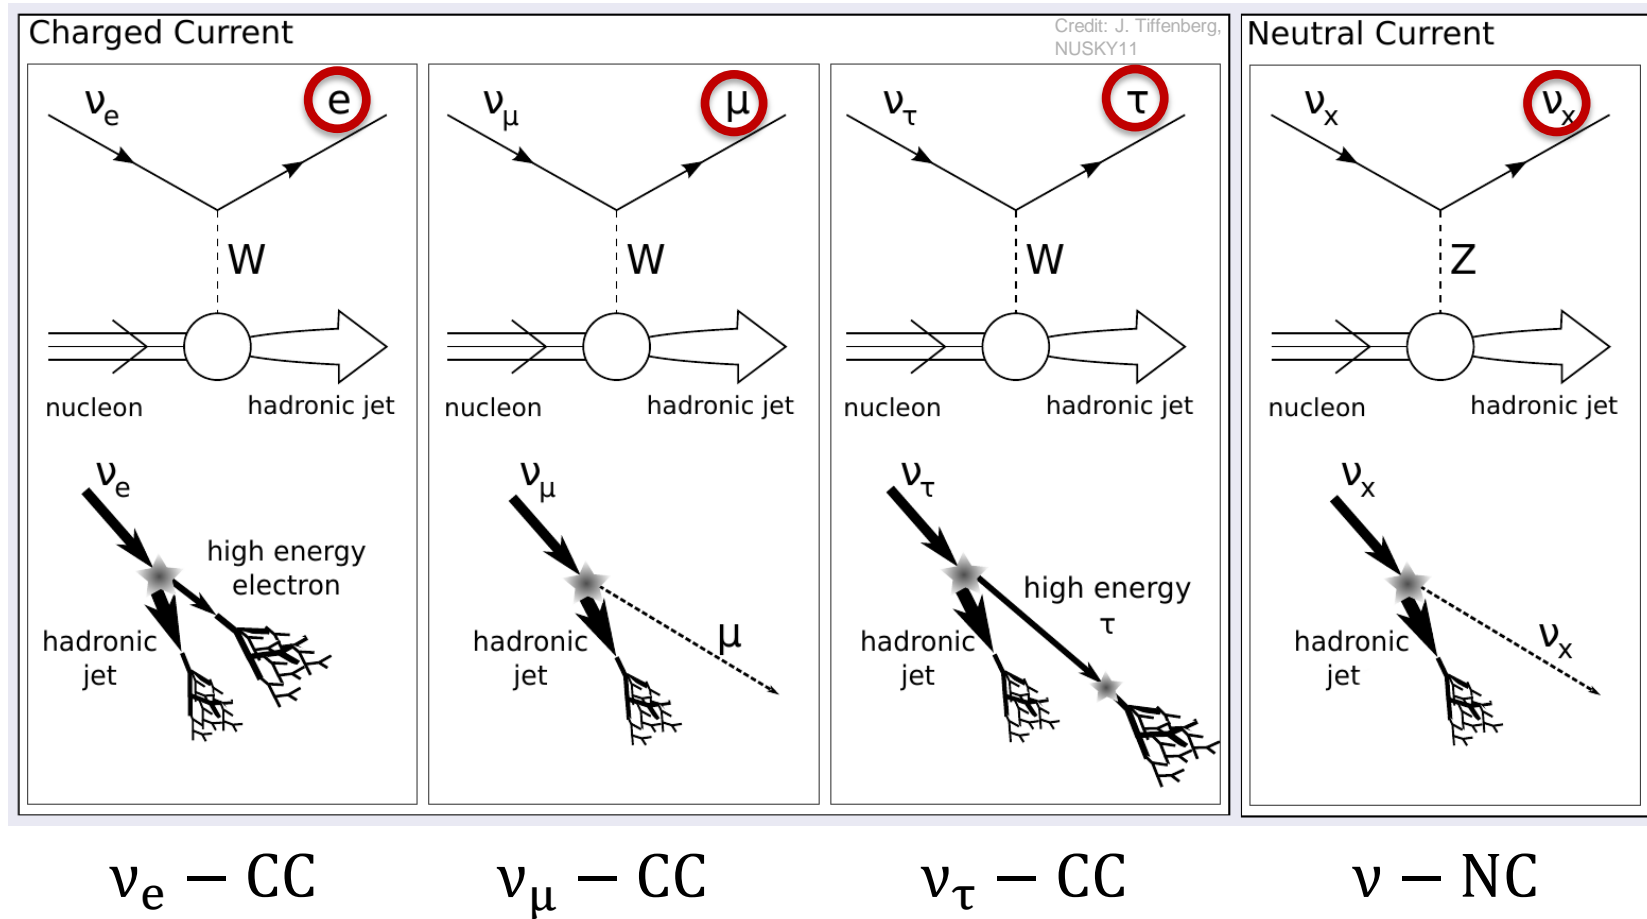 Charged Current
Credit: J. Tiffenberg,
NUSKY11
Neutral Current
νe
e
νμ
μ
ντ
τ
νx
νx
W
W
W
Z
nucleon
hadronic jet
nucleon
hadronic jet
nucleon
hadronic jet
nucleon
hadronic jet
νe
high energy
electron
hadronic
jet
νμ
hadronic
jet
μ
ντ
high energy
τ
hadronic
jet
νx
hadronic
jet
νx
νe − CC
νμ − CC
ντ − CC
ν − NC